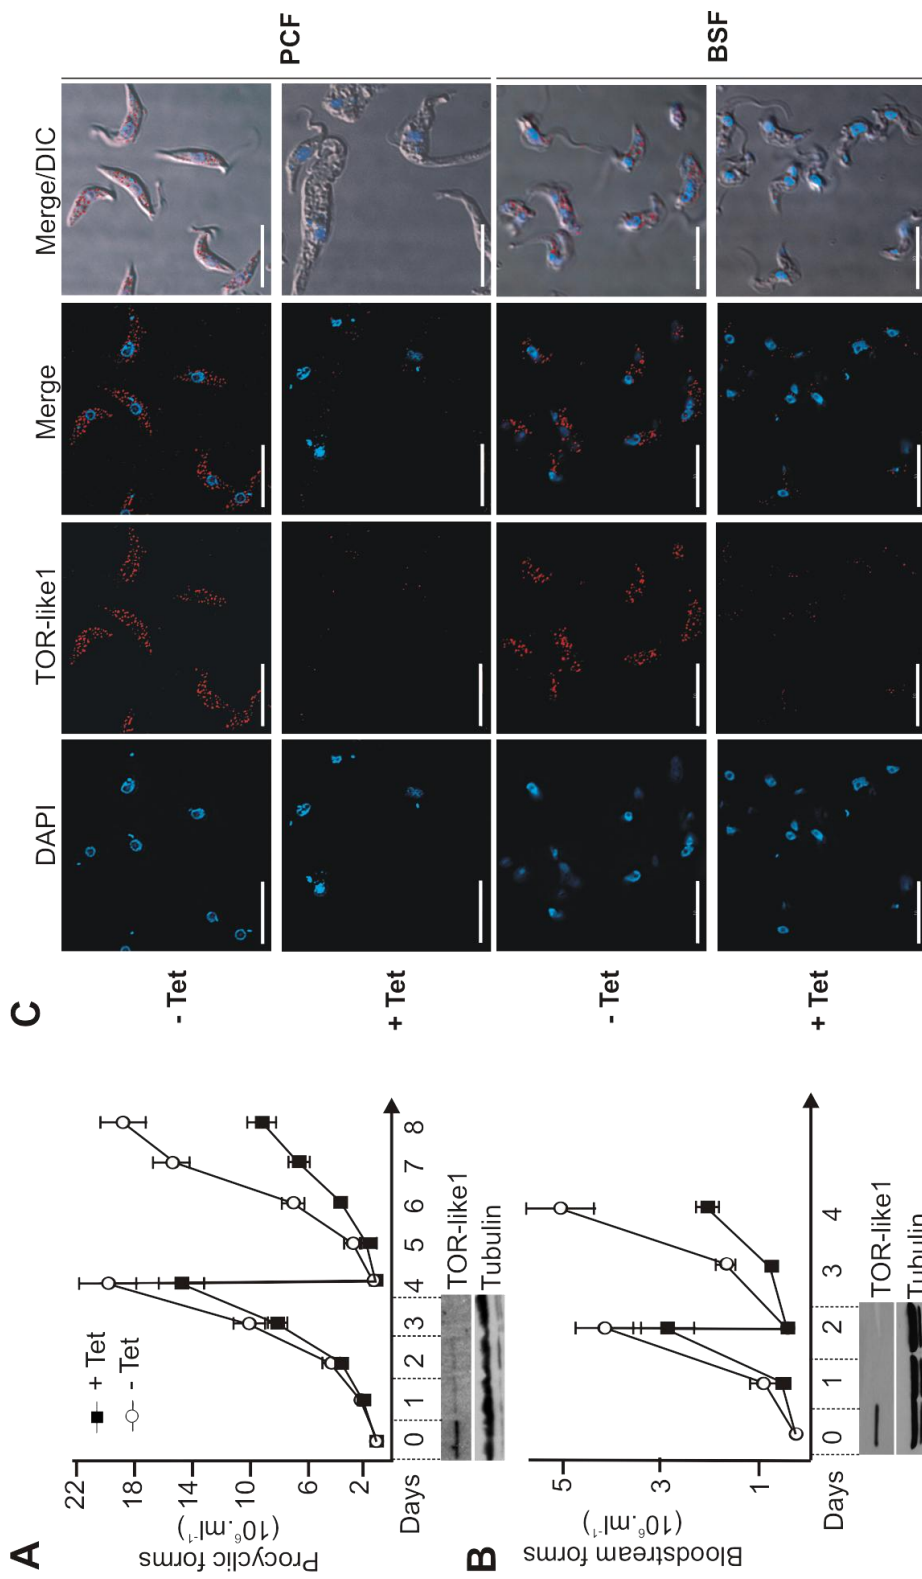 A
Procyclic forms
(10⁶.ml⁻¹)
22
18
14
10
6
2
+ Tet
- Tet
Days
0 1 2 3 4 5 6 7 8
TOR-like1
Tubulin
B
Bloodstream forms
(10⁶.ml⁻¹)
5
3
1
Days
0 1 2 3 4
TOR-like1
Tubulin
C
DAPI TOR-like1 Merge Merge/DIC
- Tet
+ Tet
PCF
- Tet
+ Tet
BSF